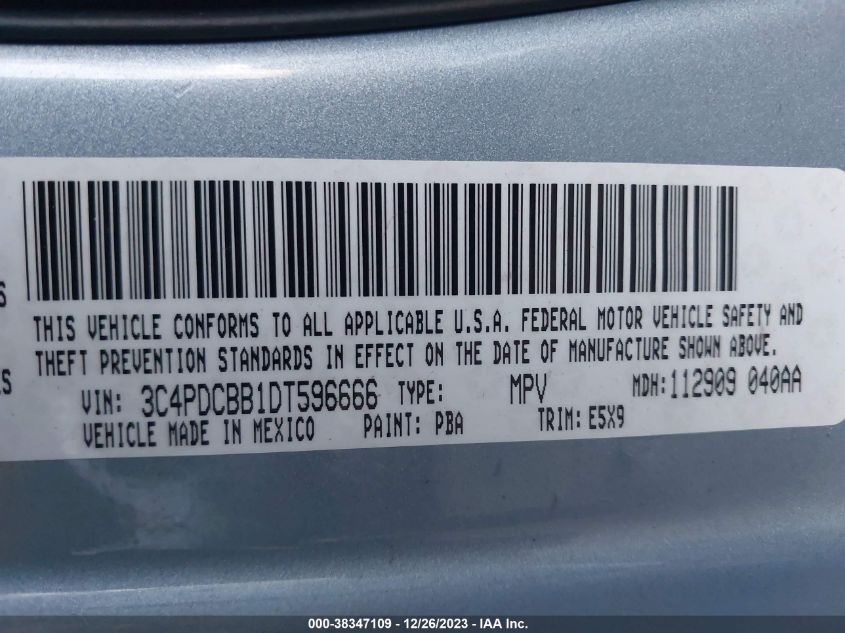 S
THIS VEHICLE CONFORMS TO ALL APPLICABLE U.S.A. FEDERAL MOTOR VEHICLE SAFETY AND
THEFT PREVENTION STANDARDS IN EFFECT ON THE DATE OF MANUFACTURE SHOWN ABOVE.
ES
VIN: 3C4PDCBB1DT596666 TYPE: MPV MDH: 112909 040AA
VEHICLE MADE IN MEXICO PAINT: PBA TRIM: E5X9
000-38347109 - 12/26/2023 - IAA Inc.